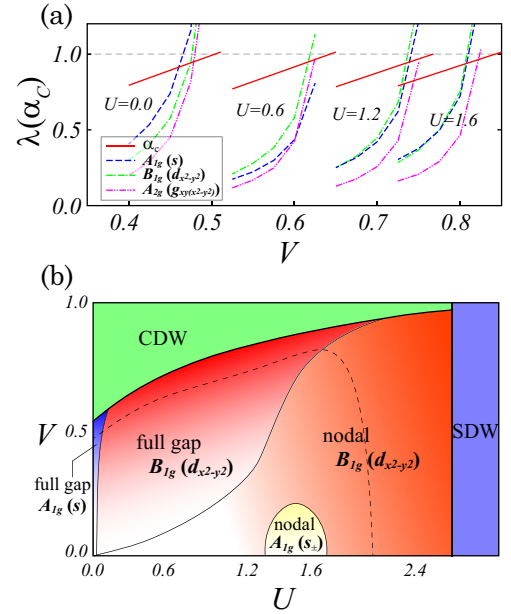 (a)
λ(α_C)
1.0
0.5
0.0
U=0.0
U=0.6
U=1.2
U=1.6
α_c
A_1g (s)
B_1g (d_x2-y2)
A_2g (g_xy(x2-y2))
0.4 0.5 0.6 0.7 0.8
V
(b)
1.0
CDW
V
0.5
full gap
B_1g (d_x2-y2)
nodal
B_1g (d_x2-y2)
SDW
full gap
A_1g (s)
nodal
A_1g (s_±)
0.0
0.0 0.6 1.2 1.6 2.4
U